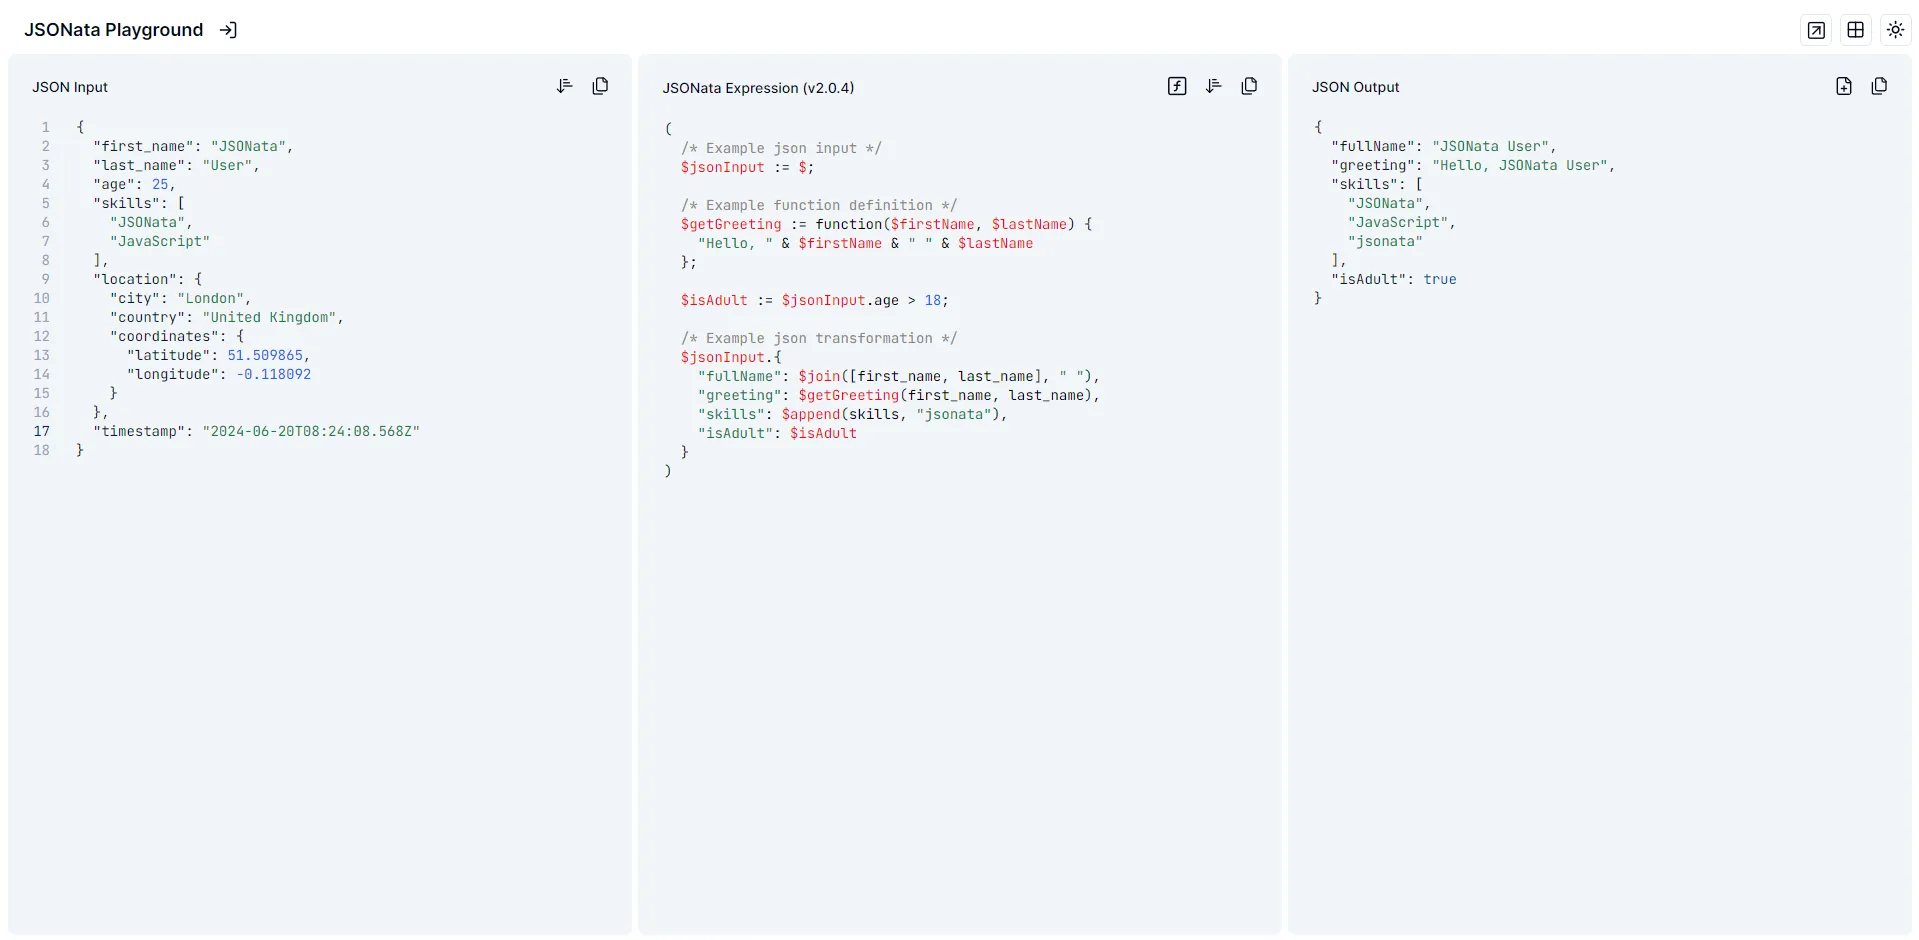 JSONata Playground
JSON Input
1 {
2   "first_name": "JSONata",
3   "last_name": "User",
4   "age": 25,
5   "skills": [
6     "JSONata",
7     "JavaScript"
8   ],
9   "location": {
10     "city": "London",
11     "country": "United Kingdom",
12     "coordinates": {
13       "latitude": 51.509865,
14       "longitude": -0.118092
15     }
16   },
17   "timestamp": "2024-06-20T08:24:08.568Z"
18 }
JSONata Expression (v2.0.4)
(
  /* Example json input */
  $jsonInput := $;

  /* Example function definition */
  $getGreeting := function($firstName, $lastName) {
    "Hello, " & $firstName & " " & $lastName
  };

  $isAdult := $jsonInput.age > 18;

  /* Example json transformation */
  $jsonInput.{
    "fullName": $join([first_name, last_name], " "),
    "greeting": $getGreeting(first_name, last_name),
    "skills": $append(skills, "jsonata"),
    "isAdult": $isAdult
  }
)
JSON Output
{
  "fullName": "JSONata User",
  "greeting": "Hello, JSONata User",
  "skills": [
    "JSONata",
    "JavaScript",
    "jsonata"
  ],
  "isAdult": true
}